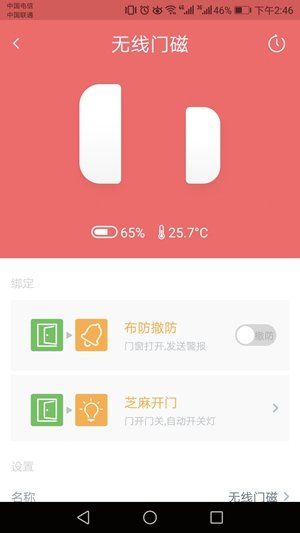 中国电信
中国联通
46%
下午2:46
无线门磁
65%
25.7°C
绑定
布防撤防
撤防
门窗打开,发送警报
芝麻开门
门开门关,自动开关灯
设置
名称
无线门磁